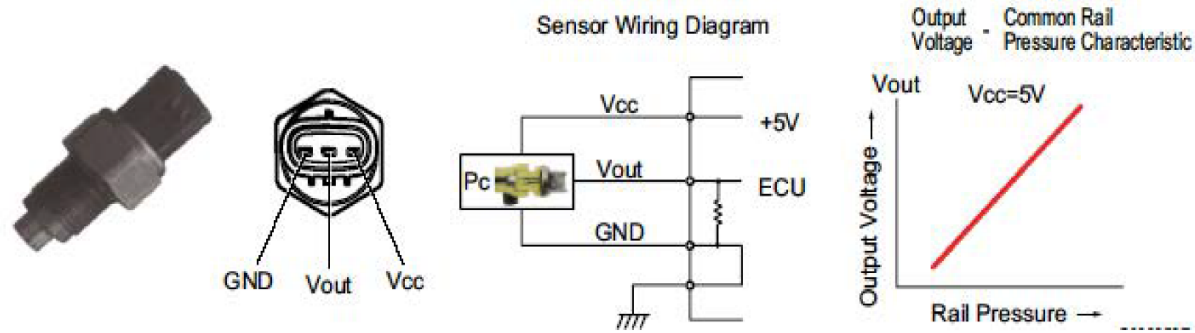 Sensor Wiring Diagram
Output Voltage - Common Rail Pressure Characteristic
GND
Vout
Vcc
Vcc
+5V
Pc
Vout
ECU
GND
Vout
Vcc=5V
Output Voltage →
Rail Pressure →